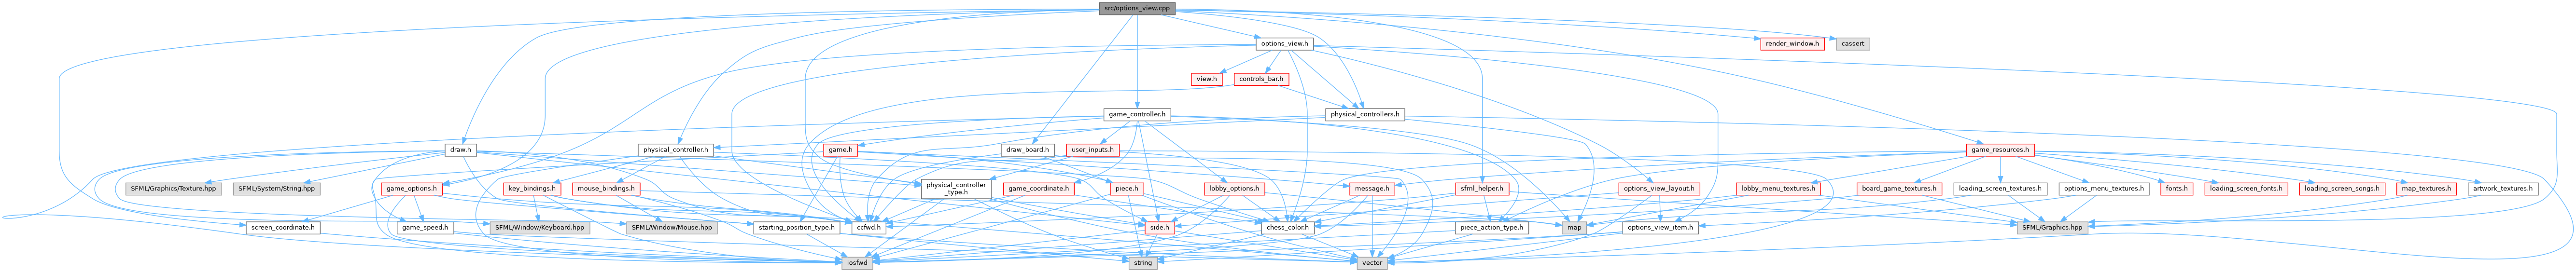 src/options_view.cpp
options_view.h
render_window.h
cassert
view.h
controls_bar.h
game_controller.h
physical_controllers.h
draw.h
physical_controller.h
game.h
draw_board.h
user_inputs.h
game_resources.h
SFML/Graphics/Texture.hpp
SFML/System/String.hpp
game_options.h
key_bindings.h
mouse_bindings.h
physical_controller
_type.h
game_coordinate.h
piece.h
lobby_options.h
message.h
sfml_helper.h
options_view_layout.h
lobby_menu_textures.h
board_game_textures.h
loading_screen_textures.h
options_menu_textures.h
fonts.h
loading_screen_fonts.h
loading_screen_songs.h
map_textures.h
artwork_textures.h
screen_coordinate.h
game_speed.h
SFML/Window/Keyboard.hpp
SFML/Window/Mouse.hpp
starting_position_type.h
ccfwd.h
side.h
chess_color.h
piece_action_type.h
map
options_view_item.h
SFML/Graphics.hpp
iosfwd
string
vector